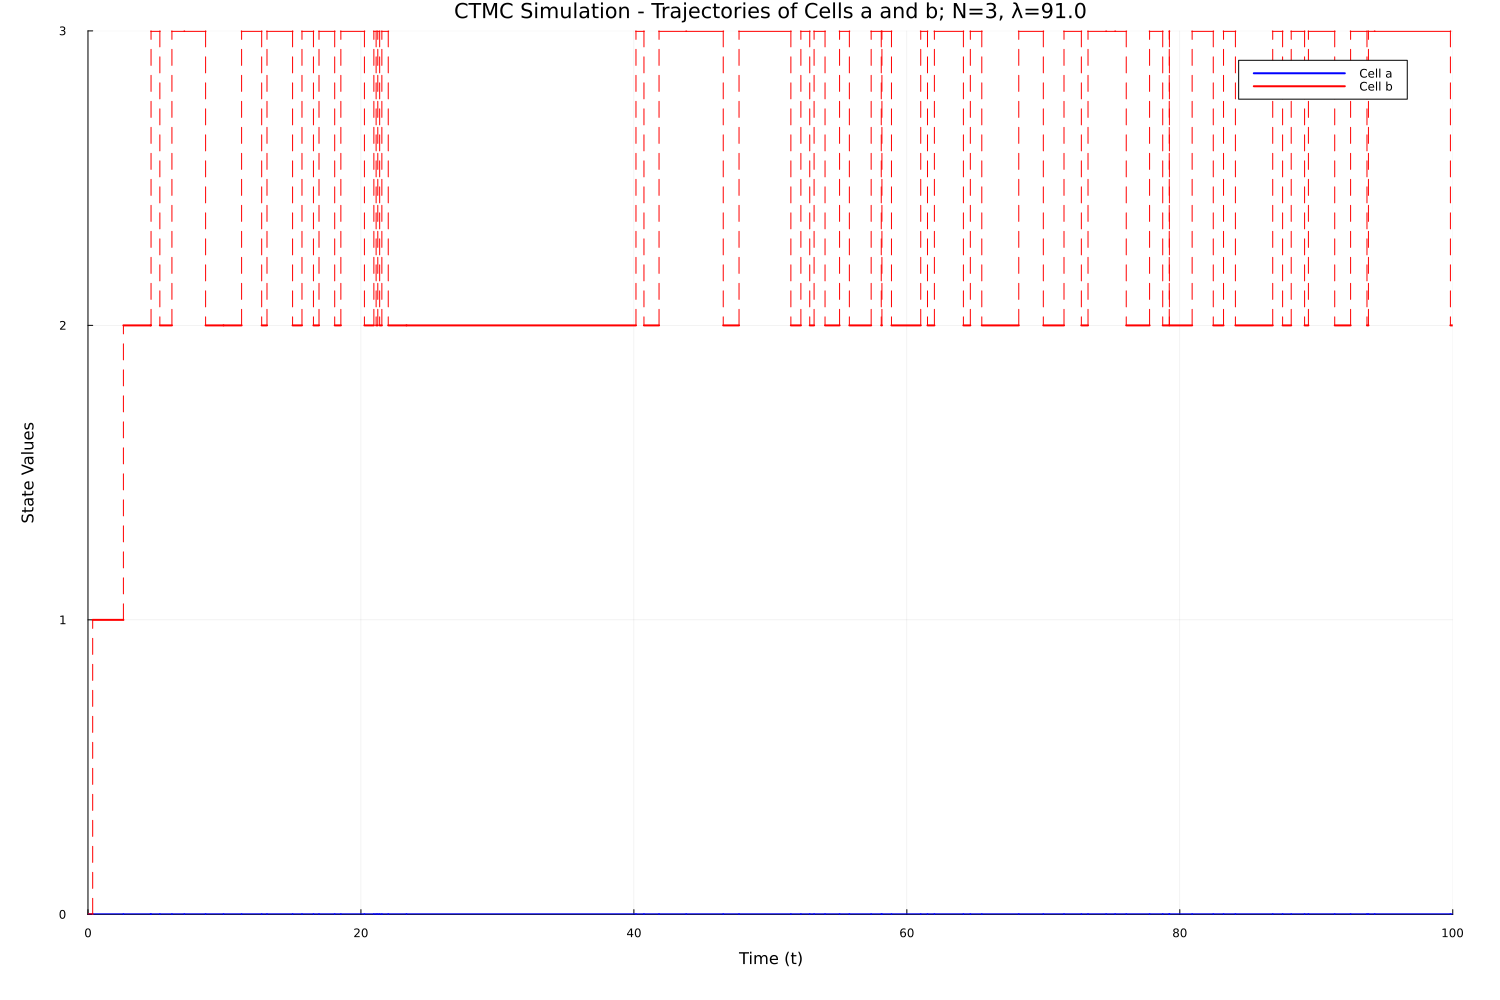 CTMC Simulation - Trajectories of Cells a and b; N=3, λ=91.0
3
Cell a
Cell b
2
State Values
1
0
0 20 40 60 80 100
Time (t)